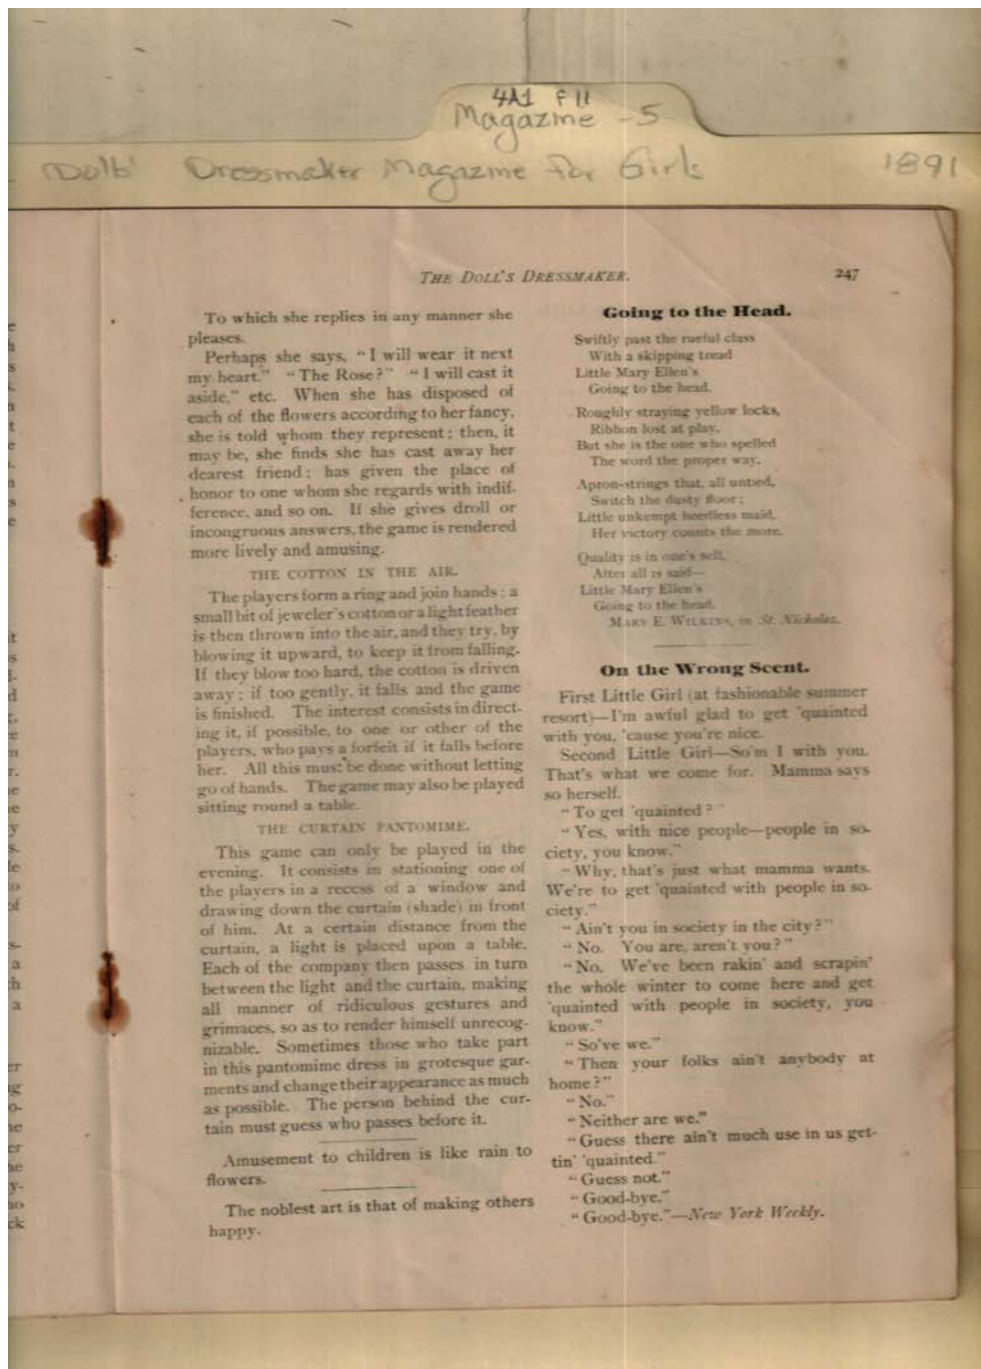 4A1 F11
Magazine - 5
Dolls' Dressmaker Magazine for Girls 1891
THE DOLL'S DRESSMAKER. 247
To which she replies in any manner she
pleases.
Perhaps she says, “I will wear it next
my heart.” “The Rose?” “I will cast it
aside,” etc. When she has disposed of
each of the flowers according to her fancy,
she is told whom they represent; then, it
may be, she finds she has cast away her
dearest friend; has given the place of
honor to one whom she regards with indif-
ference, and so on. If she gives droll or
incongruous answers, the game is rendered
more lively and amusing.
THE COTTON IN THE AIR.
The players form a ring and join hands; a
small bit of jeweler's cotton or a light feather
is then thrown into the air, and they try, by
blowing it upward, to keep it from falling.
If they blow too hard, the cotton is driven
away; if too gently, it falls and the game
is finished. The interest consists in direct-
ing it, if possible, to one or other of the
players, who pays a forfeit if it falls before
her. All this must be done without letting
go of hands. The game may also be played
sitting round a table.
THE CURTAIN PANTOMIME.
This game can only be played in the
evening. It consists in stationing one of
the players in a recess of a window and
drawing down the curtain (shade) in front
of him. At a certain distance from the
curtain, a light is placed upon a table.
Each of the company then passes in turn
between the light and the curtain, making
all manner of ridiculous gestures and
grimaces, so as to render himself unrecog-
nizable. Sometimes those who take part
in this pantomime dress in grotesque gar-
ments and change their appearance as much
as possible. The person behind the cur-
tain must guess who passes before it.
Amusement to children is like rain to
flowers.
The noblest art is that of making others
happy.
Going to the Head.
Swiftly past the rueful class
With a skipping tread
Little Mary Ellen's
Going to the head.
Roughly straying yellow locks,
Ribbon lost at play,
But she is the one who spelled
The word the proper way.
Apron-strings that, all untied,
Switch the dusty floor;
Little unkempt heedless maid,
Her victory counts the more.
Quality is in one's self,
After all is said—
Little Mary Ellen's
Going to the head.
MARY E. WILKINS, in St. Nicholas.
On the Wrong Scent.
First Little Girl (at fashionable summer
resort)—I'm awful glad to get 'quainted
with you, 'cause you're nice.
Second Little Girl—So'm I with you.
That's what we come for. Mamma says
so herself.
“To get 'quainted?”
“Yes, with nice people—people in so-
ciety, you know.”
“Why, that's just what mamma wants.
We're to get 'quainted with people in so-
ciety.”
“Ain't you in society in the city?”
“No. You are, aren't you?”
“No. We've been rakin' and scrapin'
the whole winter to come here and get
'quainted with people in society, you
know.”
“So've we.”
“Then your folks ain't anybody at
home?”
“No.”
“Neither are we.”
“Guess there ain't much use in us get-
tin' 'quainted.”
“Guess not.”
“Good-bye.”
“Good-bye.”—New York Weekly.